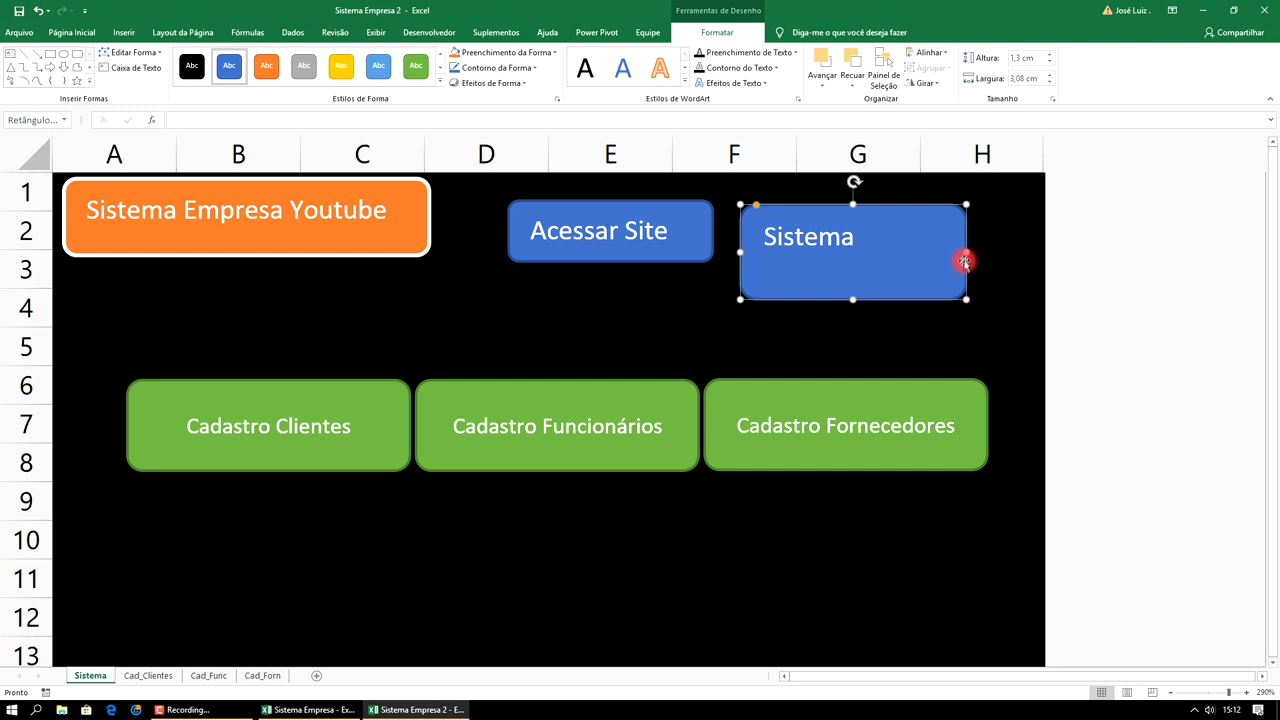 Sistema Empresa 2 - Excel
Ferramentas de Desenho
José Luiz .
Arquivo Página Inicial Inserir Layout da Página Fórmulas Dados Revisão Exibir Desenvolvedor Suplementos Ajuda Power Pivot Equipe Formatar Diga-me o que você deseja fazer Compartilhar
Editar Forma
Caixa de Texto
Inserir Formas
Abc Abc Abc Abc Abc Abc Abc
Preenchimento da Forma
Contorno da Forma
Efeitos de Forma
Estilos de Forma
A A A
Preenchimento de Texto
Contorno do Texto
Efeitos de Texto
Estilos de WordArt
Avançar
Recuar
Painel de
Seleção
Alinhar
Agrupar
Girar
Organizar
Altura: 1,3 cm
Largura: 3,08 cm
Tamanho
Retângulo...
fx
A B C D E F G H
1
2
3
4
5
6
7
8
9
10
11
12
13
Sistema Empresa Youtube
Acessar Site
Sistema
Cadastro Clientes
Cadastro Funcionários
Cadastro Fornecedores
Sistema Cad_Clientes Cad_Func Cad_Forn
Pronto
290%
Recording...
Sistema Empresa - Ex...
Sistema Empresa 2 - E...
15:12